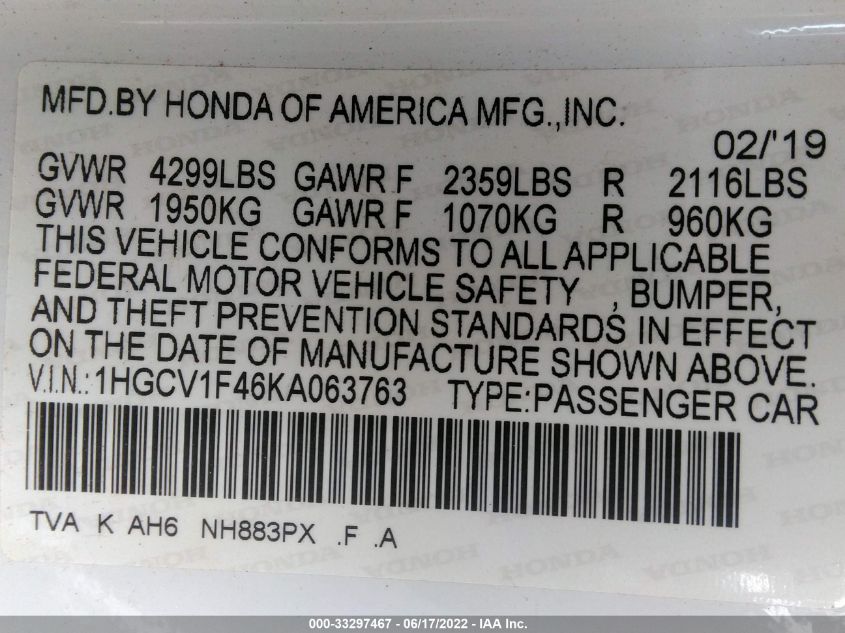 MFD.BY HONDA OF AMERICA MFG.,INC.
02/'19
GVWR 4299LBS GAWR F 2359LBS R 2116LBS
GVWR 1950KG GAWR F 1070KG R 960KG
THIS VEHICLE CONFORMS TO ALL APPLICABLE
FEDERAL MOTOR VEHICLE SAFETY , BUMPER,
AND THEFT PREVENTION STANDARDS IN EFFECT
ON THE DATE OF MANUFACTURE SHOWN ABOVE.
V.I.N.:1HGCV1F46KA063763 TYPE:PASSENGER CAR
TVA K AH6 NH883PX .F .A
000-33297467 - 06/17/2022 - IAA Inc.